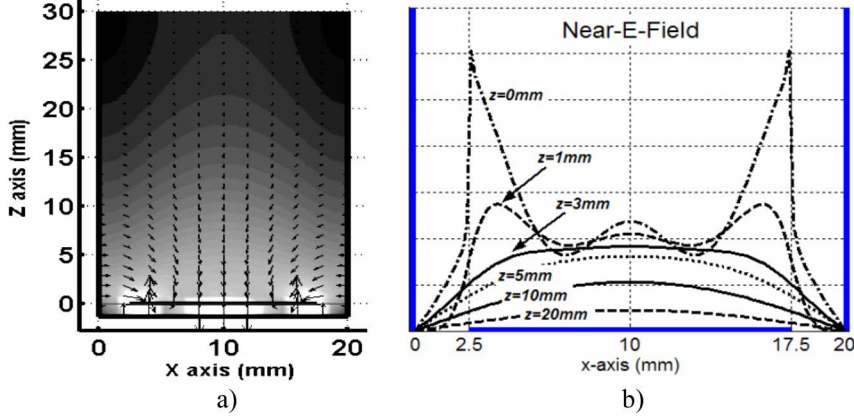 30
25
20
15
10
5
0
Z axis (mm)
0
10
20
X axis (mm)
a)
Near-E-Field
z=0mm
z=1mm
z=3mm
z=5mm
z=10mm
z=20mm
0
2.5
10
17.5
20
x-axis (mm)
b)